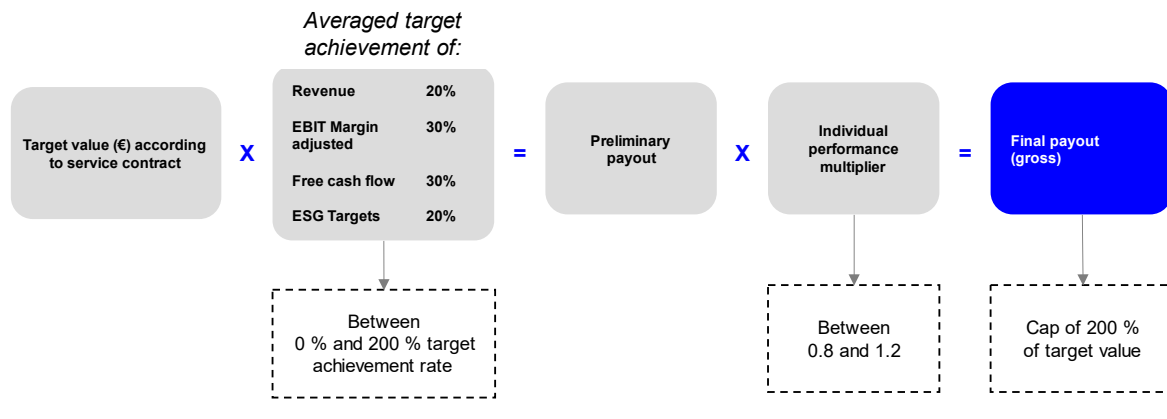 Averaged target
achievement of:
Target value (€) according
to service contract
X
Revenue 20%
EBIT Margin 30%
adjusted
Free cash flow 30%
ESG Targets 20%
=
Preliminary
payout
X
Individual
performance
multiplier
=
Final payout
(gross)
Between
0 % and 200 % target
achievement rate
Between
0.8 and 1.2
Cap of 200 %
of target value